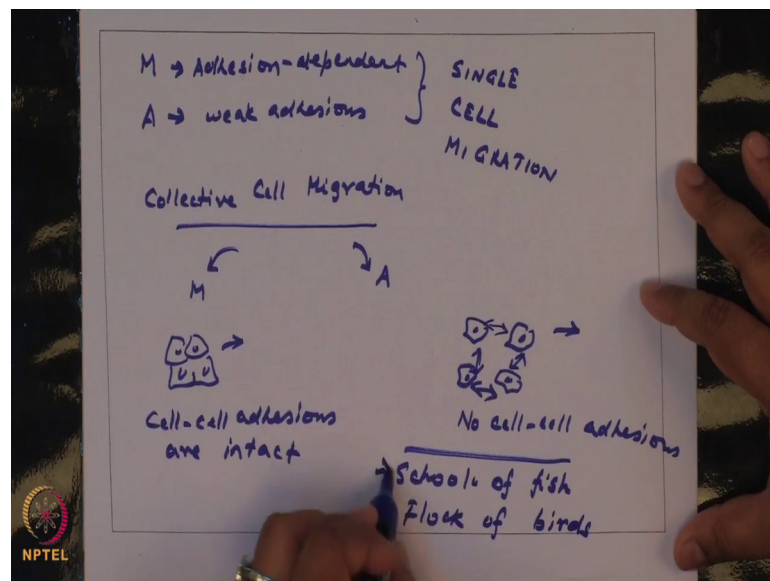 M → Adhesion-dependent
A → weak adhesions
SINGLE
CELL
MIGRATION
Collective Cell Migration
M
A
Cell-cell adhesions
are intact
No cell-cell adhesions
→ Schools of fish
Flock of birds
NPTEL